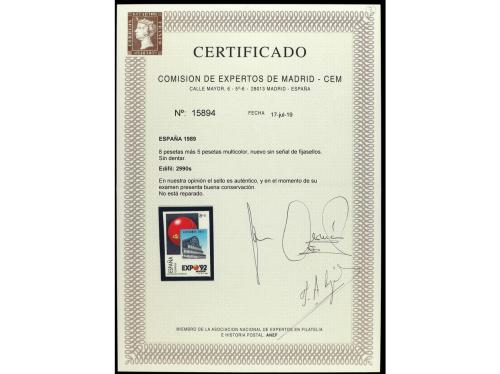 CERTIFICADO
COMISION DE EXPERTOS DE MADRID - CEM
CALLE MAYOR, 6 - 5º-6 - 28013 MADRID - ESPAÑA
Nº: 15894 FECHA 17-jul-19
ESPAÑA 1989
8 pesetas más 5 pesetas multicolor, nuevo sin señal de fijasellos.
Sin dentar.
Edifil: 2990s
En nuestra opinión el sello es auténtico, y en el momento de su
examen presenta buena conservación.
No está reparado.
ESPAÑA
EXPO'92
MIEMBRO DE LA ASOCIACION NACIONAL DE EXPERTOS EN FILATELIA
E HISTORIA POSTAL ANEF